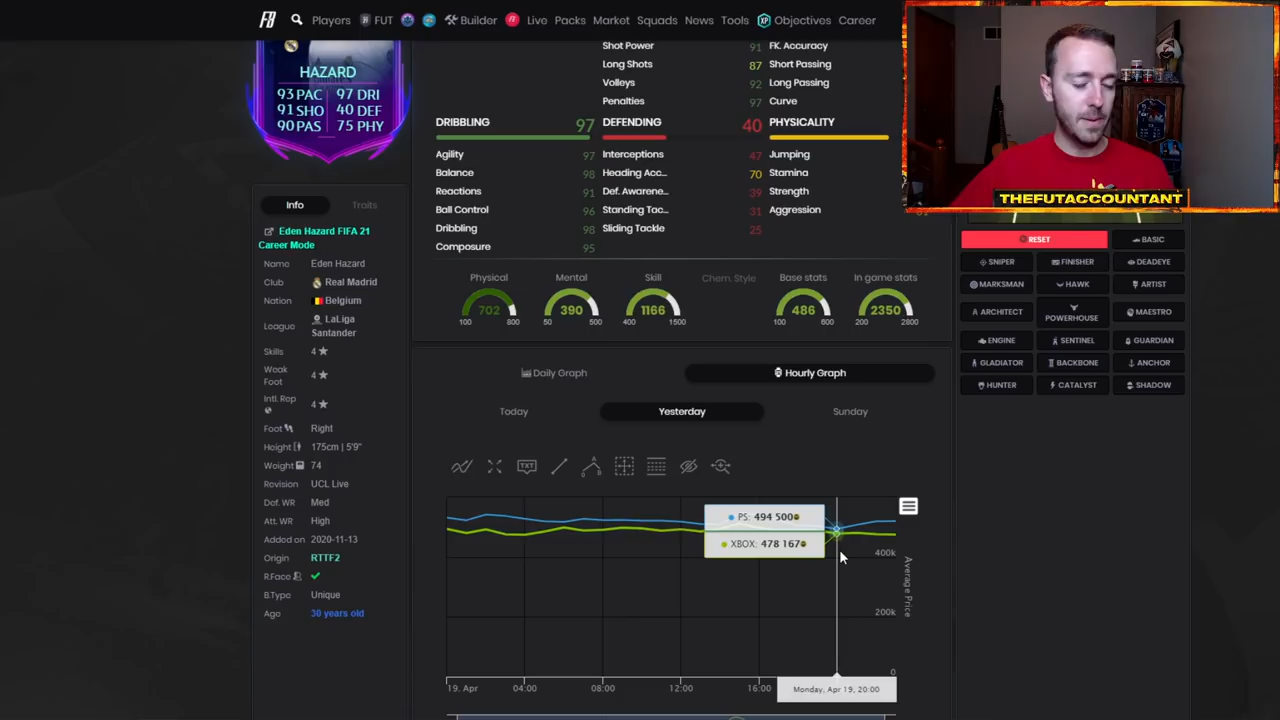 Players FUT Builder Live Packs Market Squads News Tools XP Objectives Career
HAZARD
93 PAC 97 DRI
91 SHO 40 DEF
90 PAS 75 PHY
Shot Power 91 FK. Accuracy
Long Shots 87 Short Passing
Volleys 92 Long Passing
Penalties 97 Curve
DRIBBLING 97 DEFENDING 40 PHYSICALITY
Agility 97 Interceptions 47 Jumping
Balance 98 Heading Acc... 70 Stamina
Reactions 91 Def. Awarene... 39 Strength
Ball Control 96 Standing Tac... 31 Aggression
Dribbling 98 Sliding Tackle 25
Composure 95
THEFUTACCOUNTANT
Info Traits
Eden Hazard FIFA 21
Career Mode
Name Eden Hazard
Club Real Madrid
Nation Belgium
League LaLiga
Santander
Skills 4
Weak
Foot 4
Intl. Rep 4
Foot Right
Height 175cm | 5'9"
Weight 74
Revision UCL Live
Def. WR Med
Att. WR High
Added on 2020-11-13
Origin RTTF2
R.Face
B.Type Unique
Age 30 years old
Physical Mental Skill Chem. Style Base stats In game stats
702 390 1166 486 2350
100 800 50 500 400 1500 100 600 200 2800
RESET BASIC
SNIPER FINISHER DEADEYE
MARKSMAN HAWK ARTIST
ARCHITECT POWERHOUSE MAESTRO
ENGINE SENTINEL GUARDIAN
GLADIATOR BACKBONE ANCHOR
HUNTER CATALYST SHADOW
Daily Graph Hourly Graph
Today Yesterday Sunday
TXT
PS: 494 500
XBOX: 478 167
400k
200k
0
Average Price
19. Apr 04:00 08:00 12:00 16:00
Monday, Apr 19, 20:00